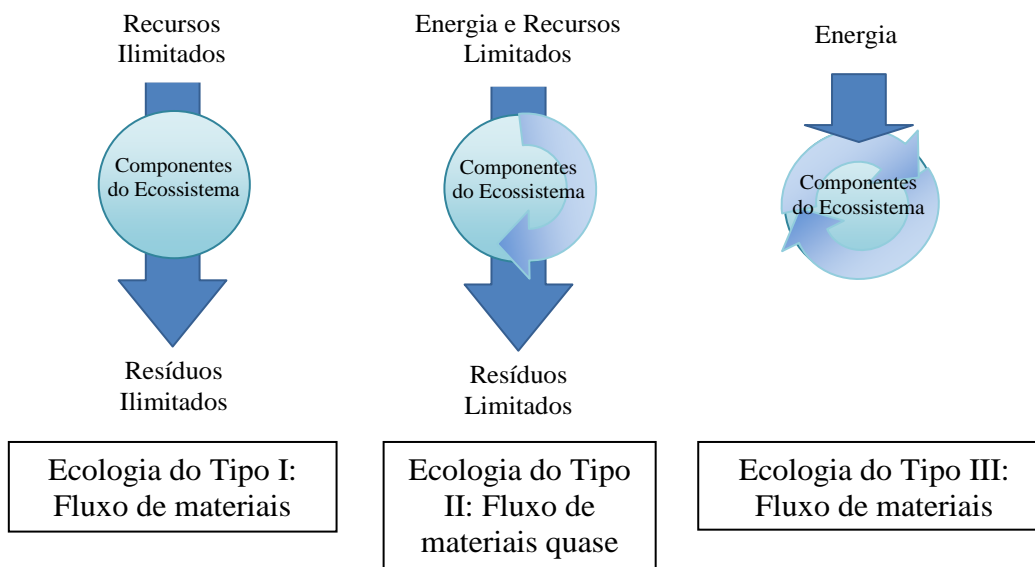 Recursos
Ilimitados
Componentes
do Ecossistema
Resíduos
Ilimitados
Ecologia do Tipo I:
Fluxo de materiais
Energia e Recursos
Limitados
Componentes
do Ecossistema
Resíduos
Limitados
Ecologia do Tipo
II: Fluxo de
materiais quase
Energia
Componentes
do Ecossistema
Ecologia do Tipo III:
Fluxo de materiais